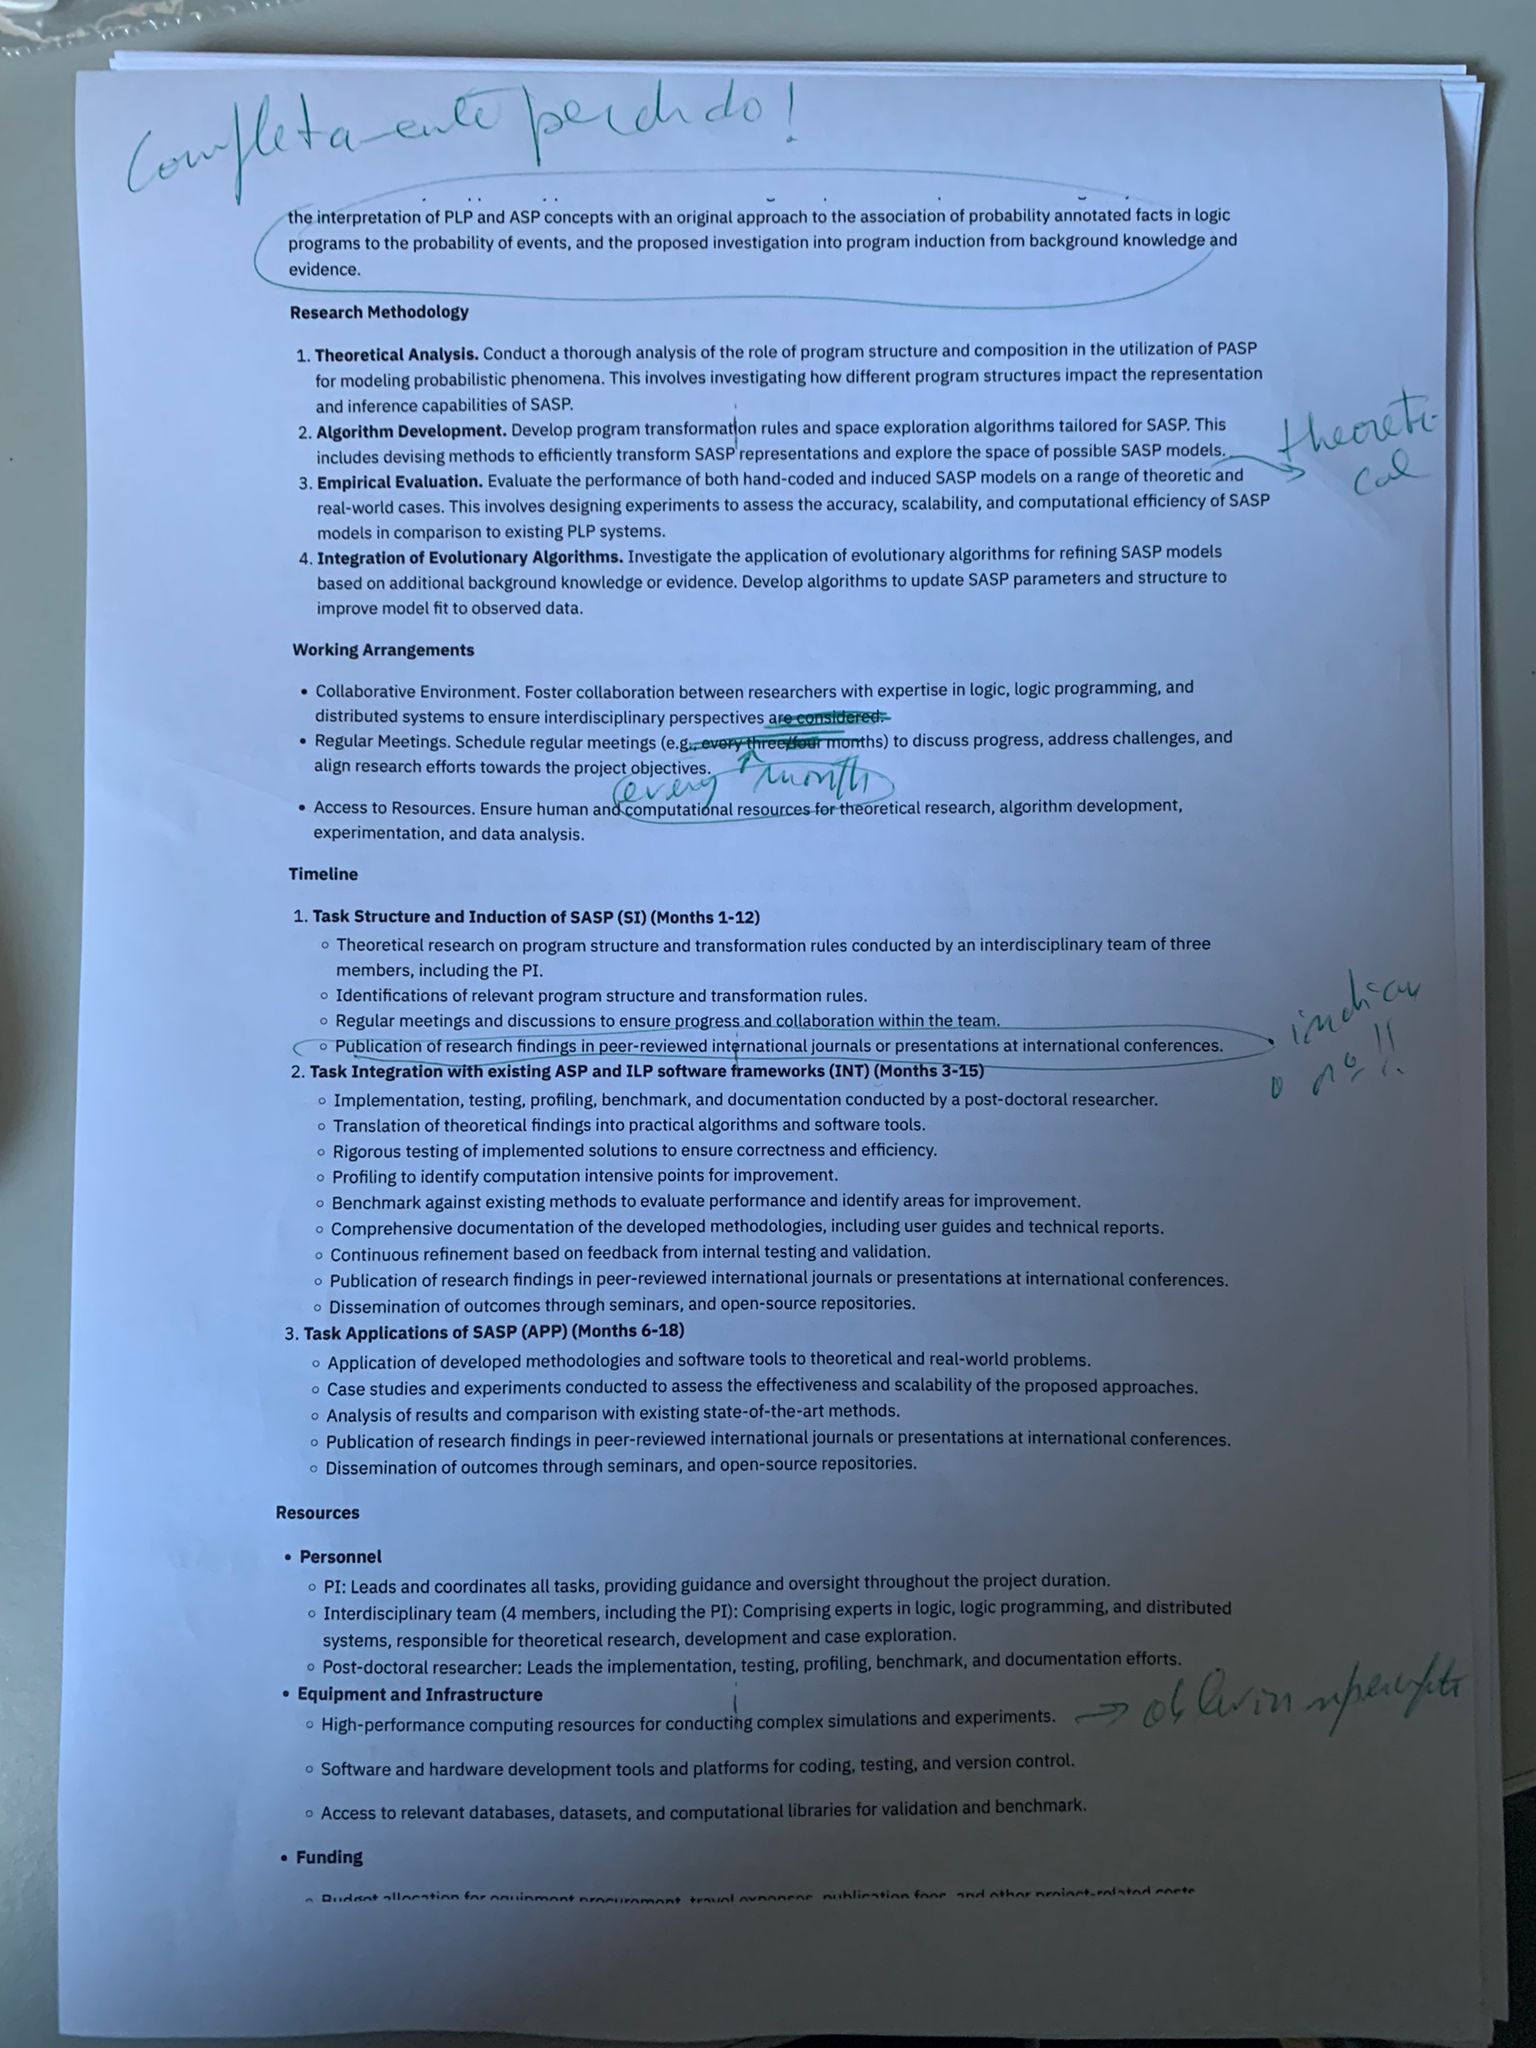 Completamente perdido!
the interpretation of PLP and ASP concepts with an original approach to the association of probability annotated facts in logic
programs to the probability of events, and the proposed investigation into program induction from background knowledge and
evidence.
Research Methodology
1. Theoretical Analysis. Conduct a thorough analysis of the role of program structure and composition in the utilization of PASP
for modeling probabilistic phenomena. This involves investigating how different program structures impact the representation
and inference capabilities of SASP.
2. Algorithm Development. Develop program transformation rules and space exploration algorithms tailored for SASP. This
includes devising methods to efficiently transform SASP representations and explore the space of possible SASP models.
theoreti-
cal
3. Empirical Evaluation. Evaluate the performance of both hand-coded and induced SASP models on a range of theoretic and
real-world cases. This involves designing experiments to assess the accuracy, scalability, and computational efficiency of SASP
models in comparison to existing PLP systems.
4. Integration of Evolutionary Algorithms. Investigate the application of evolutionary algorithms for refining SASP models
based on additional background knowledge or evidence. Develop algorithms to update SASP parameters and structure to
improve model fit to observed data.
Working Arrangements
• Collaborative Environment. Foster collaboration between researchers with expertise in logic, logic programming, and
distributed systems to ensure interdisciplinary perspectives are considered.
• Regular Meetings. Schedule regular meetings (e.g., every three/four months) to discuss progress, address challenges, and
align research efforts towards the project objectives.
every month
• Access to Resources. Ensure human and computational resources for theoretical research, algorithm development,
experimentation, and data analysis.
Timeline
1. Task Structure and Induction of SASP (SI) (Months 1-12)
◦ Theoretical research on program structure and transformation rules conducted by an interdisciplinary team of three
members, including the PI.
◦ Identifications of relevant program structure and transformation rules.
◦ Regular meetings and discussions to ensure progress and collaboration within the team.
◦ Publication of research findings in peer-reviewed international journals or presentations at international conferences.
indicar
o nº!!
2. Task Integration with existing ASP and ILP software frameworks (INT) (Months 3-15)
◦ Implementation, testing, profiling, benchmark, and documentation conducted by a post-doctoral researcher.
◦ Translation of theoretical findings into practical algorithms and software tools.
◦ Rigorous testing of implemented solutions to ensure correctness and efficiency.
◦ Profiling to identify computation intensive points for improvement.
◦ Benchmark against existing methods to evaluate performance and identify areas for improvement.
◦ Comprehensive documentation of the developed methodologies, including user guides and technical reports.
◦ Continuous refinement based on feedback from internal testing and validation.
◦ Publication of research findings in peer-reviewed international journals or presentations at international conferences.
◦ Dissemination of outcomes through seminars, and open-source repositories.
3. Task Applications of SASP (APP) (Months 6-18)
◦ Application of developed methodologies and software tools to theoretical and real-world problems.
◦ Case studies and experiments conducted to assess the effectiveness and scalability of the proposed approaches.
◦ Analysis of results and comparison with existing state-of-the-art methods.
◦ Publication of research findings in peer-reviewed international journals or presentations at international conferences.
◦ Dissemination of outcomes through seminars, and open-source repositories.
Resources
• Personnel
◦ PI: Leads and coordinates all tasks, providing guidance and oversight throughout the project duration.
◦ Interdisciplinary team (4 members, including the PI): Comprising experts in logic, logic programming, and distributed
systems, responsible for theoretical research, development and case exploration.
◦ Post-doctoral researcher: Leads the implementation, testing, profiling, benchmark, and documentation efforts.
• Equipment and Infrastructure
◦ High-performance computing resources for conducting complex simulations and experiments.
◦ Software and hardware development tools and platforms for coding, testing, and version control.
◦ Access to relevant databases, datasets, and computational libraries for validation and benchmark.
• Funding
◦ Budget allocation for equipment procurement, travel expenses, publication fees, and other project-related costs